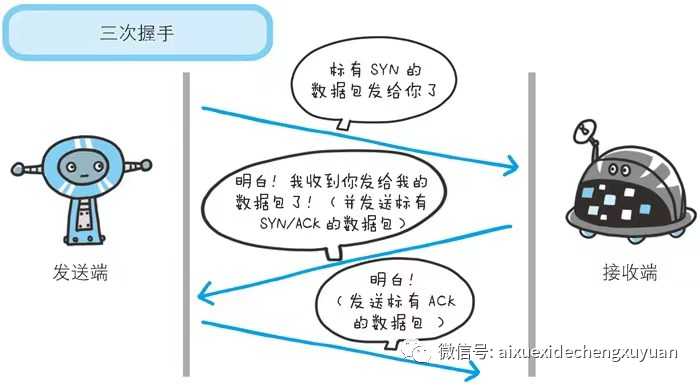 三次握手
标有 SYN 的
数据包发给你了
明白！我收到你发给我的
数据包了！（并发送标有
SYN/ACK的数据包）
发送端
接收端
明白！
（发送标有 ACK
的数据包 ）
微信号: aixuexidechengxuyuan